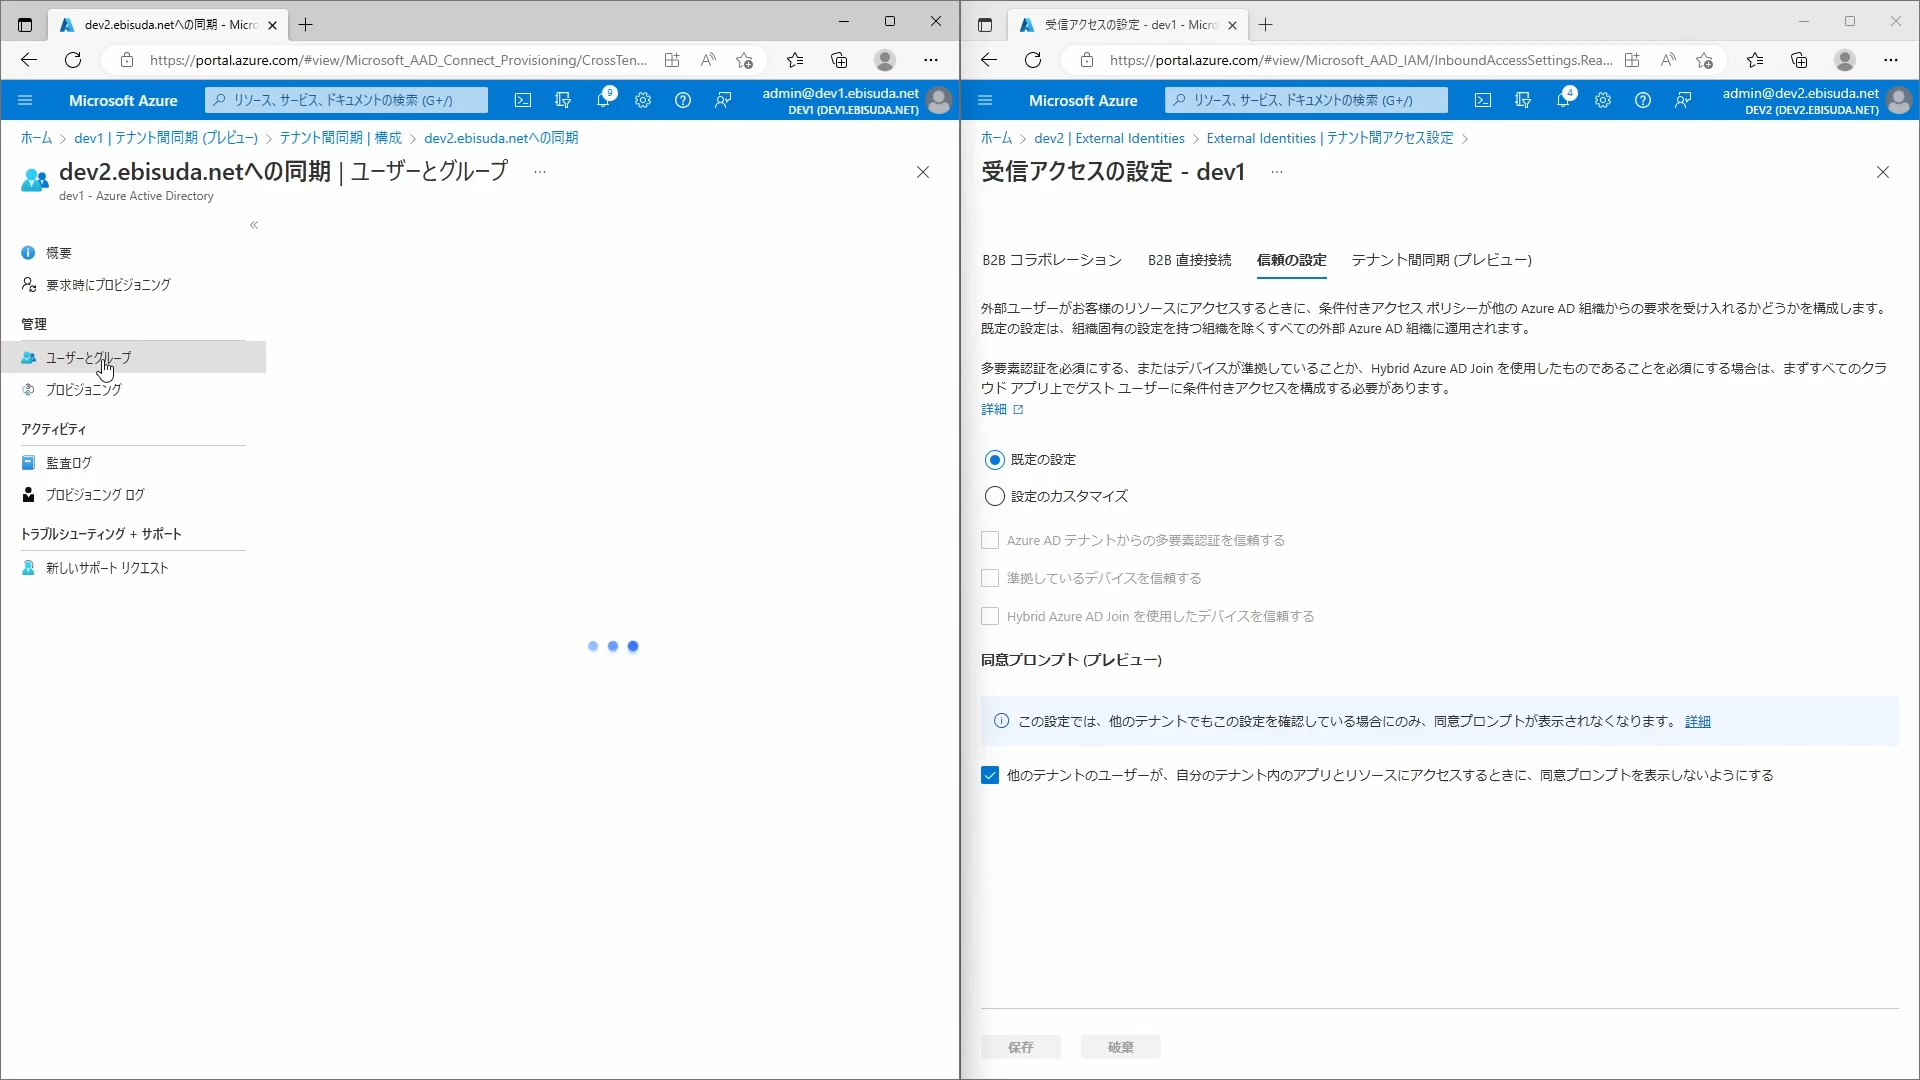 dev2.ebisuda.netへの同期 - Micro
https://portal.azure.com/#view/Microsoft_AAD_Connect_Provisioning/CrossTen...
Microsoft Azure
リソース、サービス、ドキュメントの検索 (G+/)
9
admin@dev1.ebisuda.net
DEV1 (DEV1.EBISUDA.NET)
ホーム > dev1 | テナント間同期 (プレビュー) > テナント間同期 | 構成 > dev2.ebisuda.netへの同期
dev2.ebisuda.netへの同期 | ユーザーとグループ ...
dev1 - Azure Active Directory
«
概要
要求時にプロビジョニング
管理
ユーザーとグループ
プロビジョニング
アクティビティ
監査ログ
プロビジョニング ログ
トラブルシューティング + サポート
新しいサポート リクエスト
受信アクセスの設定 - dev1 - Micro
https://portal.azure.com/#view/Microsoft_AAD_IAM/InboundAccessSettings.Rea...
Microsoft Azure
リソース、サービス、ドキュメントの検索 (G+/)
4
admin@dev2.ebisuda.net
DEV2 (DEV2.EBISUDA.NET)
ホーム > dev2 | External Identities > External Identities | テナント間アクセス設定 >
受信アクセスの設定 - dev1 ...
B2B コラボレーション B2B 直接接続 信頼の設定 テナント間同期 (プレビュー)
外部ユーザーがお客様のリソースにアクセスするときに、条件付きアクセス ポリシーが他の Azure AD 組織からの要求を受け入れるかどうかを構成します。
既定の設定は、組織固有の設定を持つ組織を除くすべての外部 Azure AD 組織に適用されます。
多要素認証を必須にする、またはデバイスが準拠していることか、Hybrid Azure AD Join を使用したものであることを必須にする場合は、まずすべてのクラ
ウド アプリ上でゲスト ユーザーに条件付きアクセスを構成する必要があります。
詳細
既定の設定
設定のカスタマイズ
Azure AD テナントからの多要素認証を信頼する
準拠しているデバイスを信頼する
Hybrid Azure AD Join を使用したデバイスを信頼する
同意プロンプト (プレビュー)
この設定では、他のテナントでもこの設定を確認している場合にのみ、同意プロンプトが表示されなくなります。 詳細
他のテナントのユーザーが、自分のテナント内のアプリとリソースにアクセスするときに、同意プロンプトを表示しないようにする
保存 破棄